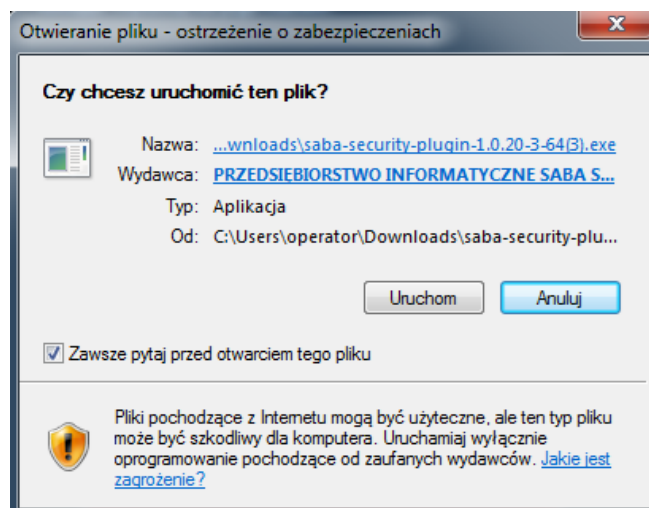 Otwieranie pliku - ostrzeżenie o zabezpieczeniach
Czy chcesz uruchomić ten plik?
Nazwa: ...wnloads\saba-security-plugin-1.0.20-3-64(3).exe
Wydawca: PRZEDSIĘBIORSTWO INFORMATYCZNE SABA S...
Typ: Aplikacja
Od: C:\Users\operator\Downloads\saba-security-plu...
Uruchom Anuluj
Zawsze pytaj przed otwarciem tego pliku
Pliki pochodzące z Internetu mogą być użyteczne, ale ten typ pliku
może być szkodliwy dla komputera. Uruchamiaj wyłącznie
oprogramowanie pochodzące od zaufanych wydawców. Jakie jest
zagrożenie?